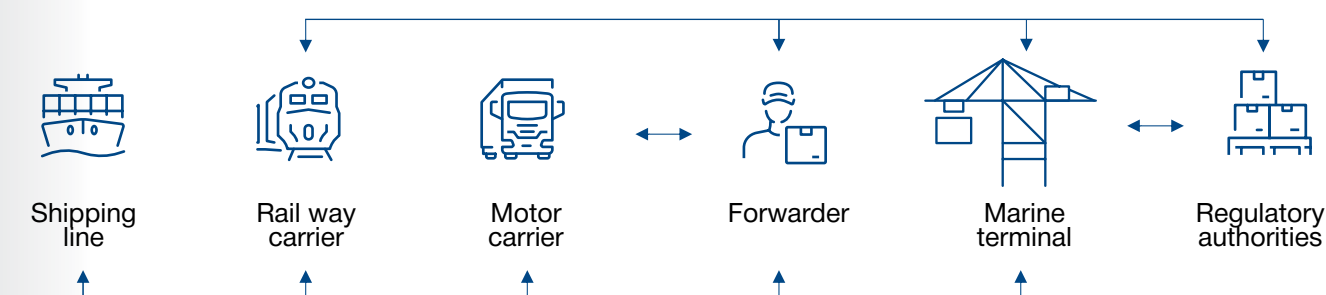 Shipping
line
Rail way
carrier
Motor
carrier
Forwarder
Marine
terminal
Regulatory
authorities